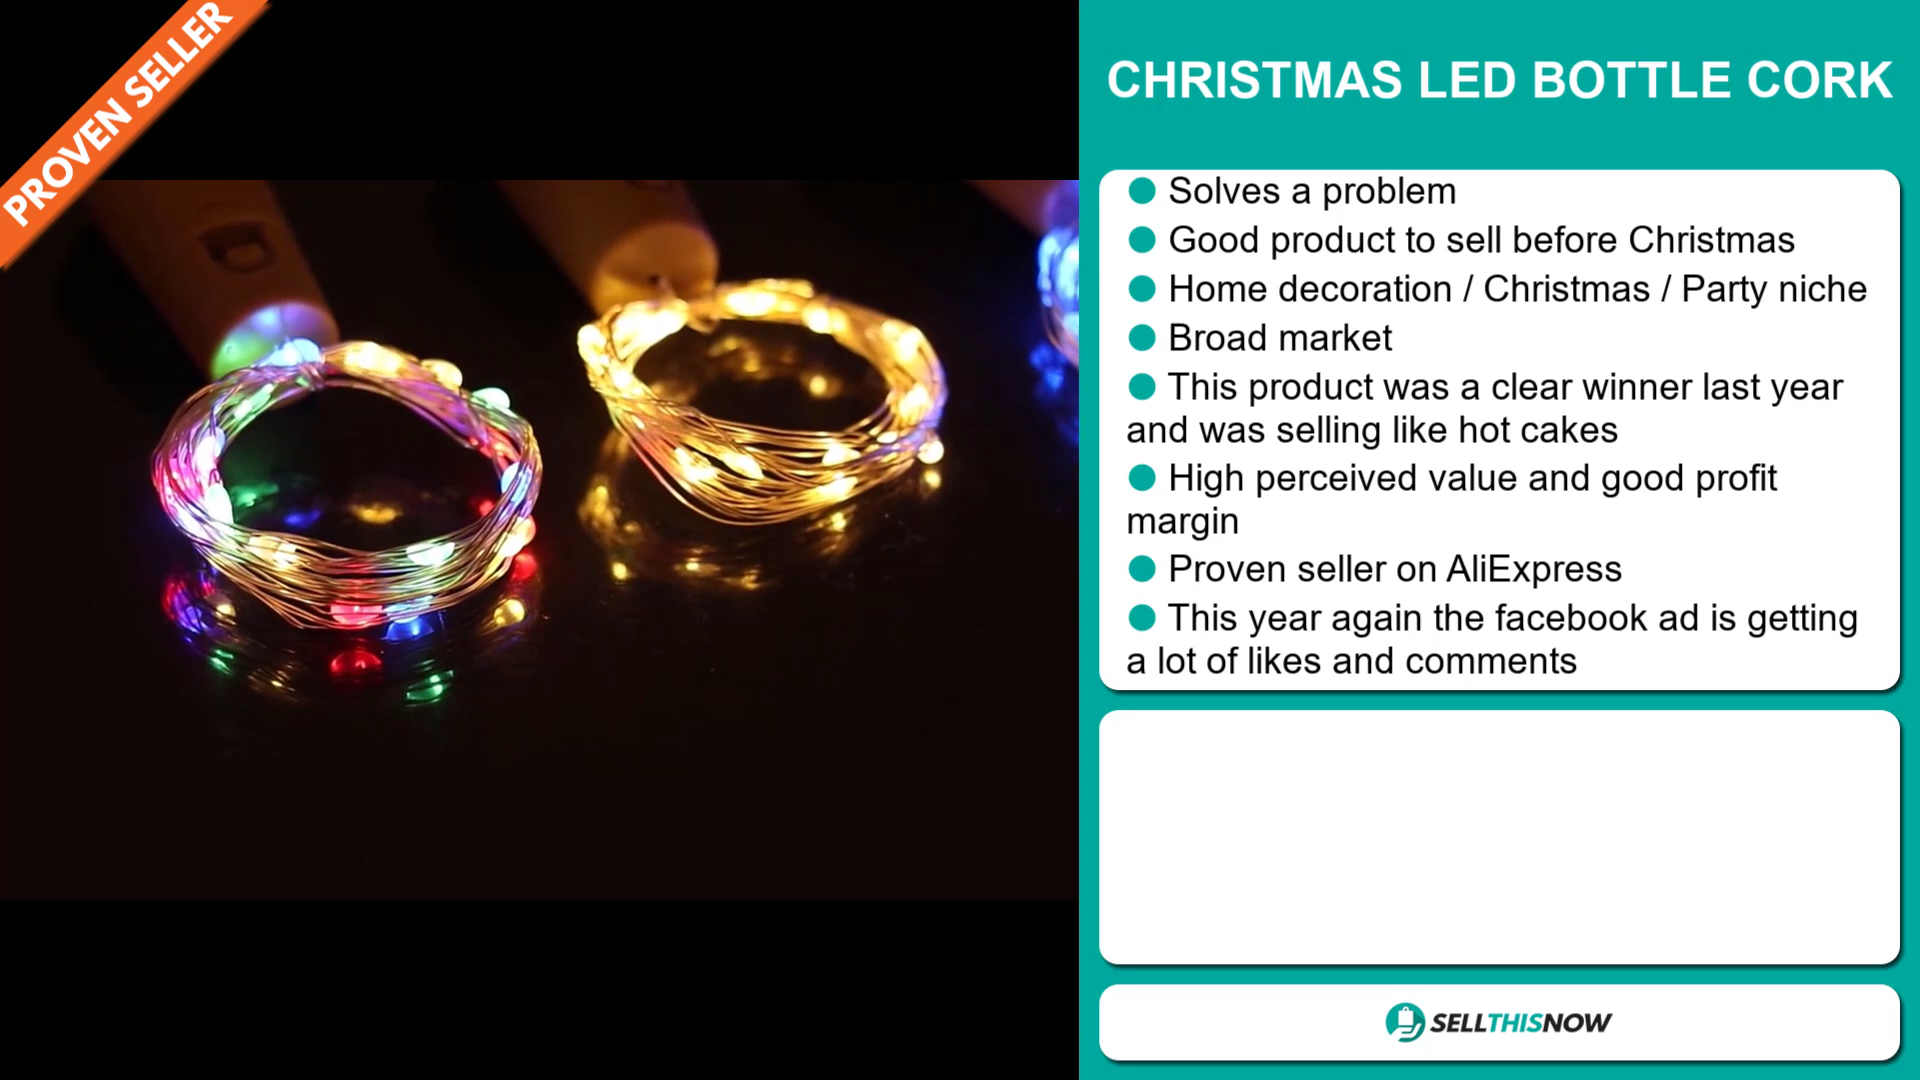 PROVEN SELLER
CHRISTMAS LED BOTTLE CORK
● Solves a problem
● Good product to sell before Christmas
● Home decoration / Christmas / Party niche
● Broad market
● This product was a clear winner last year
and was selling like hot cakes
● High perceived value and good profit
margin
● Proven seller on AliExpress
● This year again the facebook ad is getting
a lot of likes and comments
SELLTHISNOW